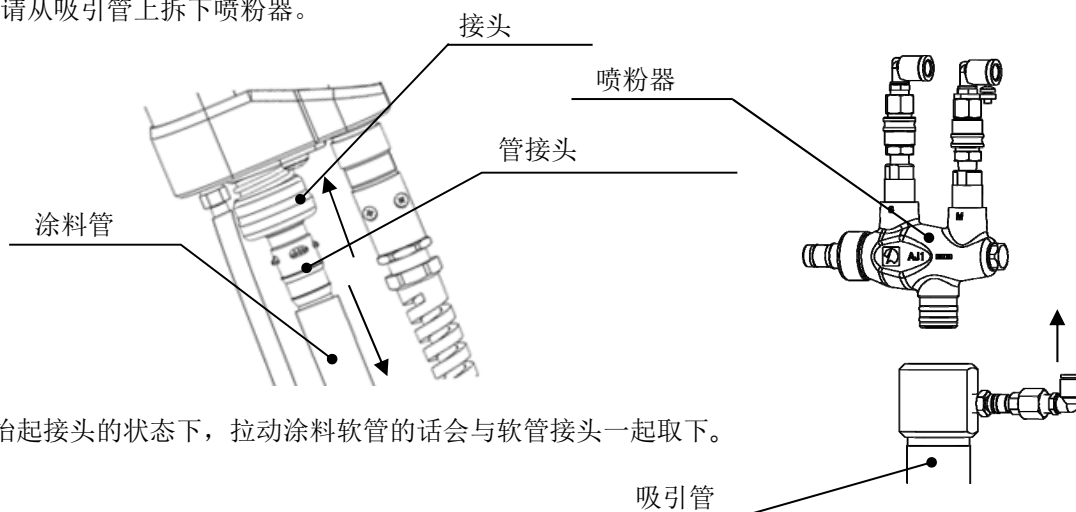 请从吸引管上拆下喷粉器。
接头
喷粉器
管接头
涂料管
M
AJ1
起接头的状态下，拉动涂料软管的话会与软管接头一起取下。
吸引管